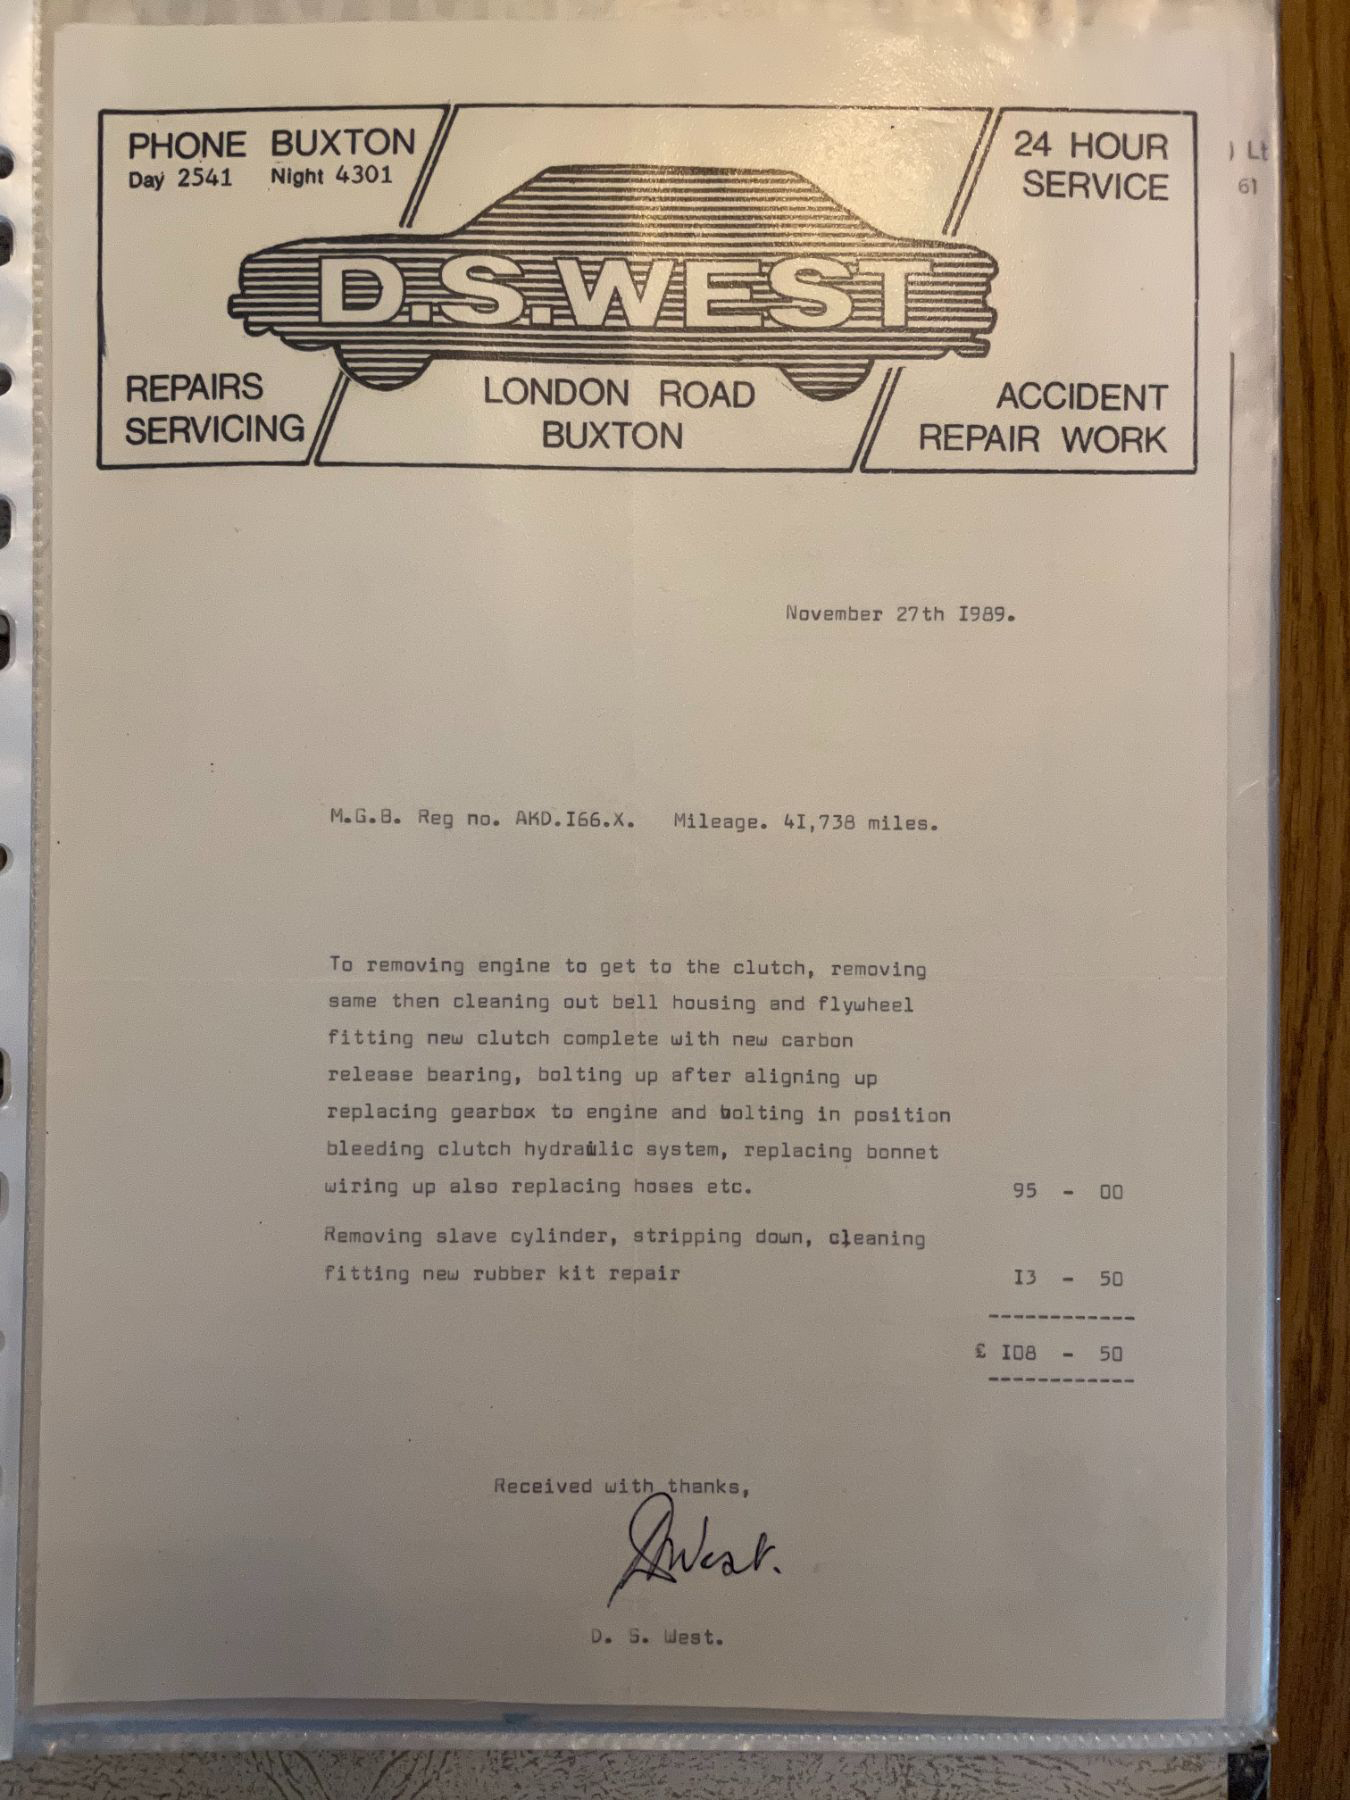 PHONE BUXTON
Day 2541 Night 4301
24 HOUR
SERVICE
D.S.WEST
REPAIRS
SERVICING
LONDON ROAD
BUXTON
ACCIDENT
REPAIR WORK
) Lt
61
November 27th I989.
M.G.B. Reg no. AKD.I66.X. Mileage. 4I,738 miles.
To removing engine to get to the clutch, removing
same then cleaning out bell housing and flywheel
fitting new clutch complete with new carbon
release bearing, bolting up after aligning up
replacing gearbox to engine and bolting in position
bleeding clutch hydraulic system, replacing bonnet
wiring up also replacing hoses etc. 95 - 00
Removing slave cylinder, stripping down, cleaning
fitting new rubber kit repair I3 - 50
------------
£ I08 - 50
------------
Received with thanks,
DSWest.
D. S. West.